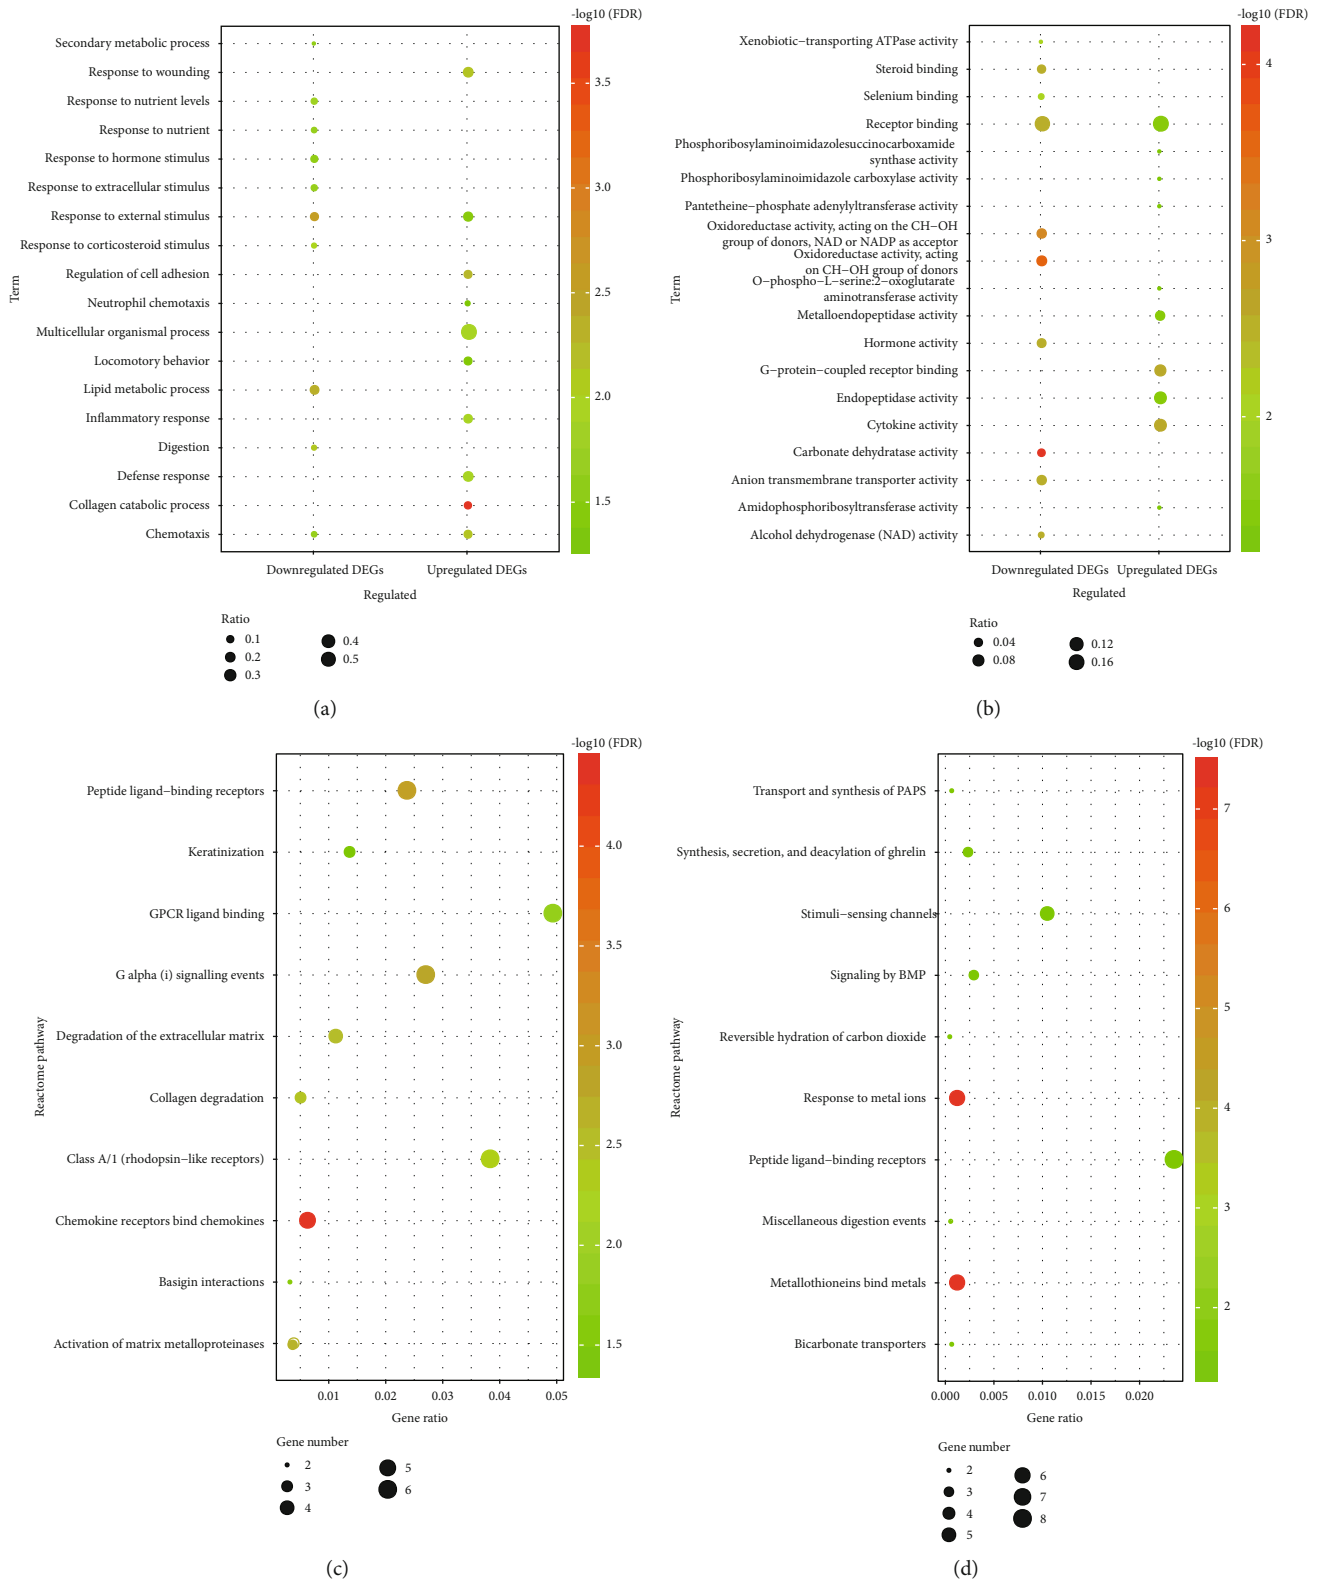 -log10 (FDR)
Secondary metabolic process
Response to wounding
Response to nutrient levels
Response to nutrient
Response to hormone stimulus
Response to extracellular stimulus
Response to external stimulus
Response to corticosteroid stimulus
Regulation of cell adhesion
Neutrophil chemotaxis
Multicellular organismal process
Locomotory behavior
Lipid metabolic process
Inflammatory response
Digestion
Defense response
Collagen catabolic process
Chemotaxis
Term
3.5
3.0
2.5
2.0
1.5
Downregulated DEGs
Upregulated DEGs
Regulated
Ratio
0.1
0.2
0.3
0.4
0.5
(a)
-log10 (FDR)
Xenobiotic−transporting ATPase activity
Steroid binding
Selenium binding
Receptor binding
Phosphoribosylaminoimidazolesuccinocarboxamide
synthase activity
Phosphoribosylaminoimidazole carboxylase activity
Pantetheine−phosphate adenylyltransferase activity
Oxidoreductase activity, acting on the CH−OH
group of donors, NAD or NADP as acceptor
Oxidoreductase activity, acting
on CH−OH group of donors
O−phospho−L−serine:2−oxoglutarate
aminotransferase activity
Metalloendopeptidase activity
Hormone activity
G−protein−coupled receptor binding
Endopeptidase activity
Cytokine activity
Carbonate dehydratase activity
Anion transmembrane transporter activity
Amidophosphoribosyltransferase activity
Alcohol dehydrogenase (NAD) activity
Term
4
3
2
Downregulated DEGs
Upregulated DEGs
Regulated
Ratio
0.04
0.08
0.12
0.16
(b)
-log10 (FDR)
Peptide ligand−binding receptors
Keratinization
GPCR ligand binding
G alpha (i) signalling events
Degradation of the extracellular matrix
Collagen degradation
Class A/1 (rhodopsin−like receptors)
Chemokine receptors bind chemokines
Basigin interactions
Activation of matrix metalloproteinases
Reactome pathway
4.0
3.5
3.0
2.5
2.0
1.5
0.01
0.02
0.03
0.04
0.05
Gene ratio
Gene number
2
3
4
5
6
(c)
-log10 (FDR)
Transport and synthesis of PAPS
Synthesis, secretion, and deacylation of ghrelin
Stimuli−sensing channels
Signaling by BMP
Reversible hydration of carbon dioxide
Response to metal ions
Peptide ligand−binding receptors
Miscellaneous digestion events
Metallothioneins bind metals
Bicarbonate transporters
Reactome pathway
7
6
5
4
3
2
0.000
0.005
0.010
0.015
0.020
Gene ratio
Gene number
2
3
4
5
6
7
8
(d)